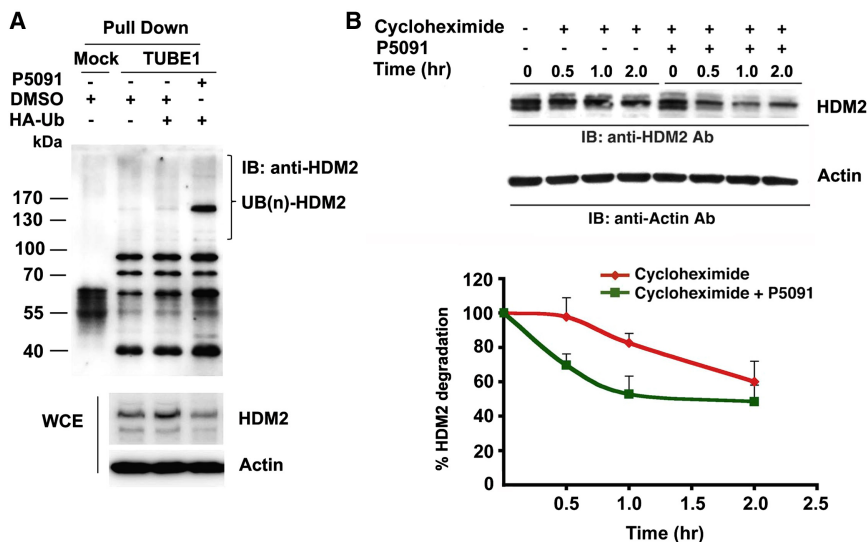 A
Pull Down
Mock TUBE1
P5091 - - - +
DMSO + + + -
HA-Ub - - + +
kDa
170
130
100
70
55
40
IB: anti-HDM2
UB(n)-HDM2
WCE
HDM2
Actin
B
Cycloheximide - + + + + + + +
P5091 + + + +
Time (hr) 0 0.5 1.0 2.0 0 0.5 1.0 2.0
HDM2
IB: anti-HDM2 Ab
Actin
IB: anti-Actin Ab
Cycloheximide
Cycloheximide + P5091
% HDM2 degradation
120
100
80
60
40
20
0
0.5 1.0 2.0 2.5
Time (hr)